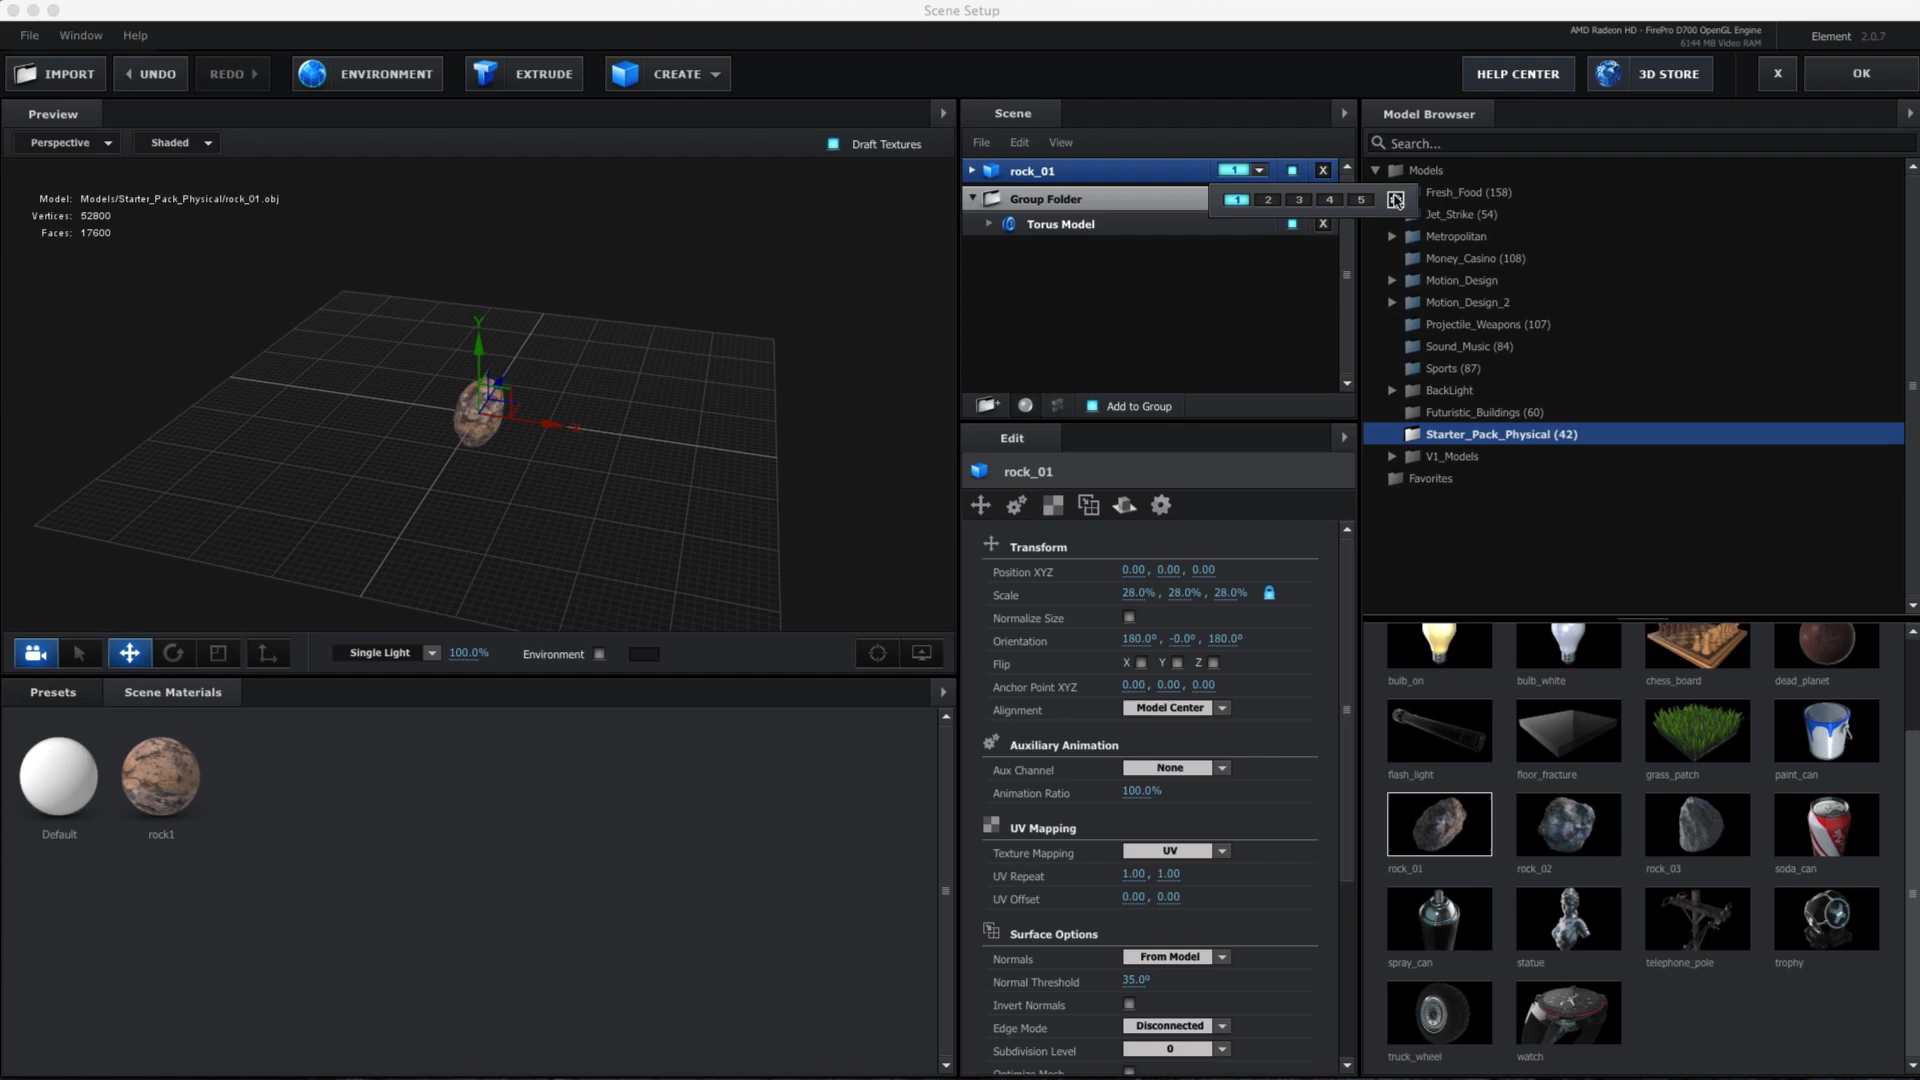 Scene Setup
File Window Help
AMD Radeon HD - FirePro D700 OpenGL Engine
6144 MB Video RAM
Element 2.0.7
IMPORT UNDO REDO ENVIRONMENT EXTRUDE CREATE HELP CENTER 3D STORE X OK
Preview
Perspective Shaded Draft Textures
Model: Models/Starter_Pack_Physical/rock_01.obj
Vertices: 52800
Faces: 17600
Y
X
Single Light 100.0% Environment
Presets Scene Materials
Default rock1
Scene
File Edit View
rock_01 1 X
Group Folder 1 2 3 4 5
Torus Model X
Add to Group
Edit
rock_01
Transform
Position XYZ 0.00, 0.00, 0.00
Scale 28.0%, 28.0%, 28.0%
Normalize Size
Orientation 180.0º, -0.0º, 180.0º
Flip X Y Z
Anchor Point XYZ 0.00, 0.00, 0.00
Alignment Model Center
Auxiliary Animation
Aux Channel None
Animation Ratio 100.0%
UV Mapping
Texture Mapping UV
UV Repeat 1.00, 1.00
UV Offset 0.00, 0.00
Surface Options
Normals From Model
Normal Threshold 35.0º
Invert Normals
Edge Mode Disconnected
Subdivision Level 0
Optimize Mesh
Model Browser
Search...
Models
Fresh_Food (158)
Jet_Strike (54)
Metropolitan
Money_Casino (108)
Motion_Design
Motion_Design_2
Projectile_Weapons (107)
Sound_Music (84)
Sports (87)
BackLight
Futuristic_Buildings (60)
Starter_Pack_Physical (42)
V1_Models
Favorites
bulb_on bulb_white chess_board dead_planet
flash_light floor_fracture grass_patch paint_can
rock_01 rock_02 rock_03 soda_can
spray_can statue telephone_pole trophy
truck_wheel watch